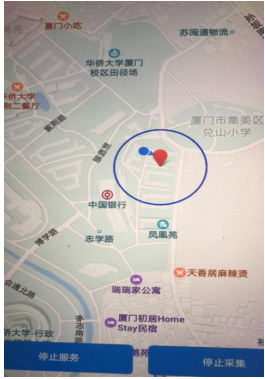 厦门小吃
苏闽通物流
华侨大学厦门
校区田径场
华侨大学
厦门市集美区
兑山小学
中国银行
志学路
凤凰苑
博学路
天香居麻辣烫
瑞瑞家公寓
厦门初居Home
Stay民宿
侨大学-行政
停止服务
停止采集